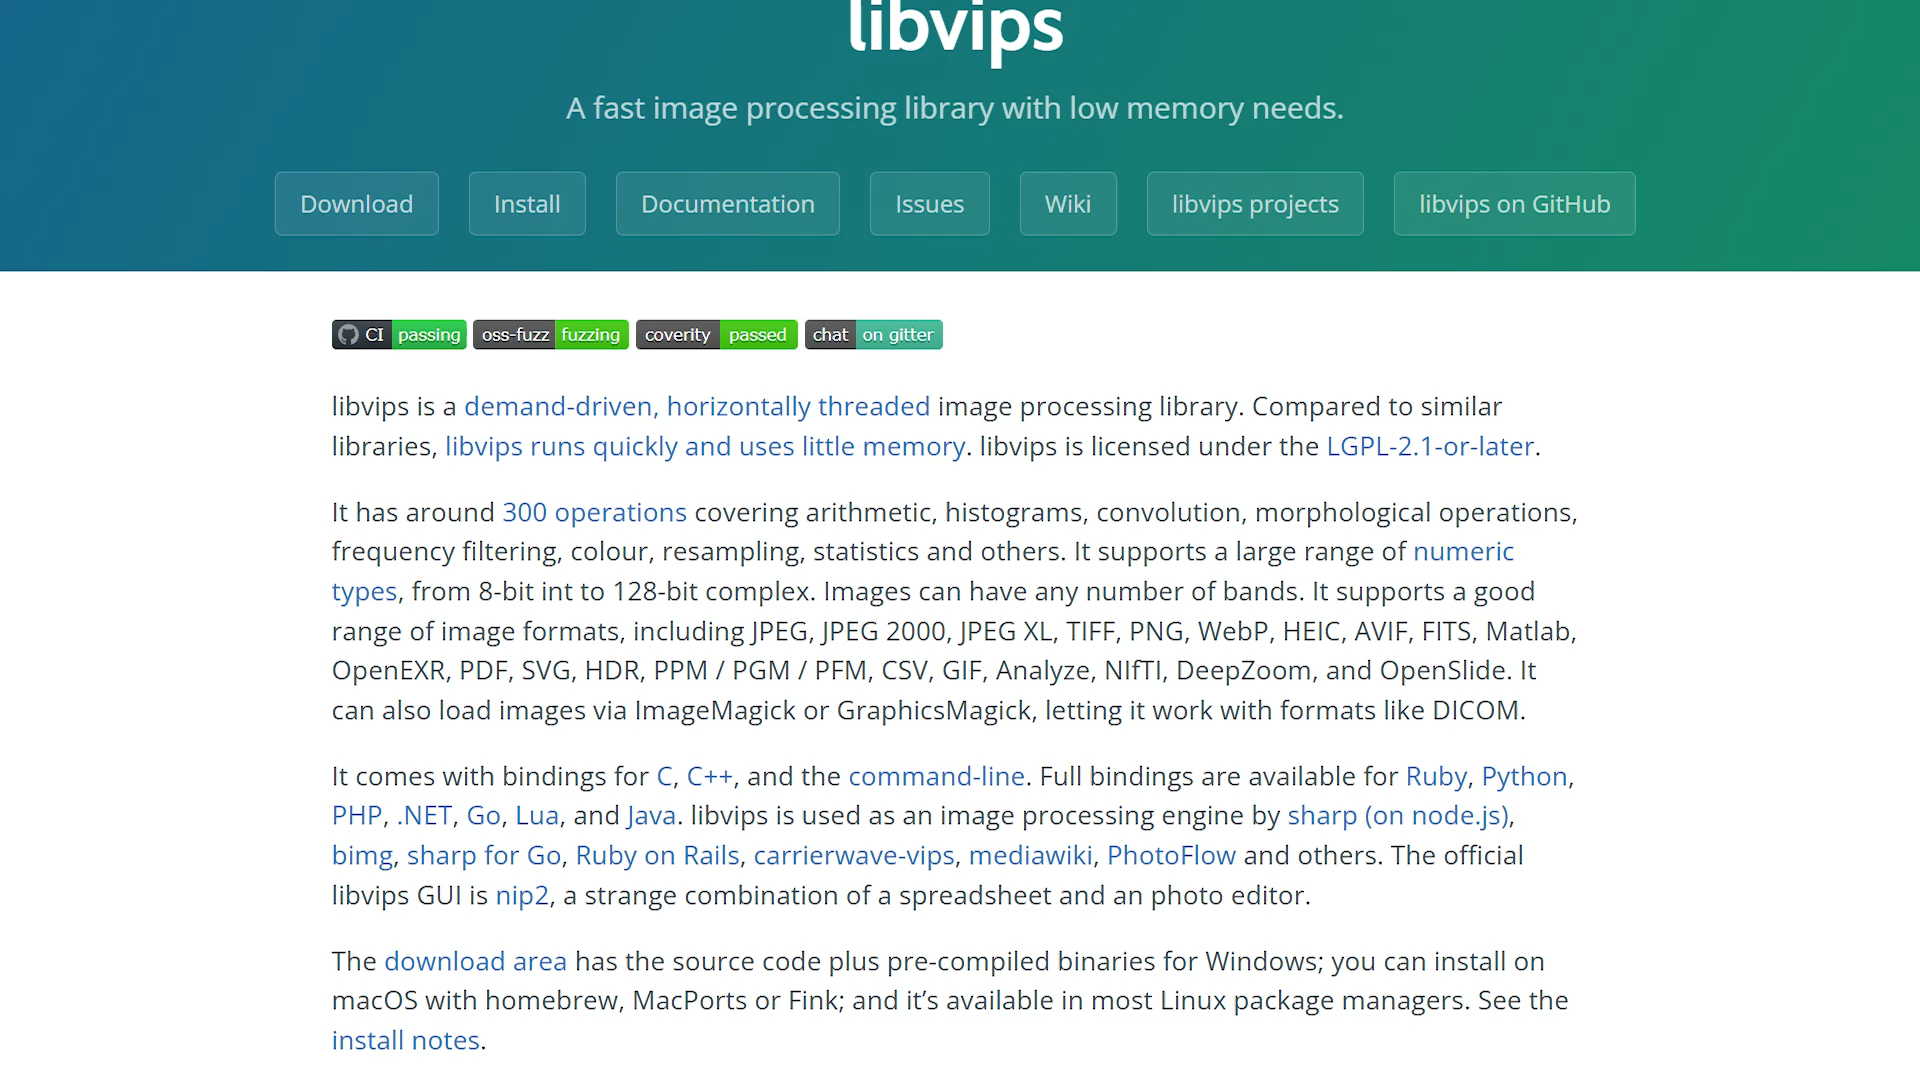 libvips
A fast image processing library with low memory needs.
Download Install Documentation Issues Wiki libvips projects libvips on GitHub
CI passing oss-fuzz fuzzing coverity passed chat on gitter
libvips is a demand-driven, horizontally threaded image processing library. Compared to similar
libraries, libvips runs quickly and uses little memory. libvips is licensed under the LGPL-2.1-or-later.
It has around 300 operations covering arithmetic, histograms, convolution, morphological operations,
frequency filtering, colour, resampling, statistics and others. It supports a large range of numeric
types, from 8-bit int to 128-bit complex. Images can have any number of bands. It supports a good
range of image formats, including JPEG, JPEG 2000, JPEG XL, TIFF, PNG, WebP, HEIC, AVIF, FITS, Matlab,
OpenEXR, PDF, SVG, HDR, PPM / PGM / PFM, CSV, GIF, Analyze, NIfTI, DeepZoom, and OpenSlide. It
can also load images via ImageMagick or GraphicsMagick, letting it work with formats like DICOM.
It comes with bindings for C, C++, and the command-line. Full bindings are available for Ruby, Python,
PHP, .NET, Go, Lua, and Java. libvips is used as an image processing engine by sharp (on node.js),
bimg, sharp for Go, Ruby on Rails, carrierwave-vips, mediawiki, PhotoFlow and others. The official
libvips GUI is nip2, a strange combination of a spreadsheet and an photo editor.
The download area has the source code plus pre-compiled binaries for Windows; you can install on
macOS with homebrew, MacPorts or Fink; and it’s available in most Linux package managers. See the
install notes.